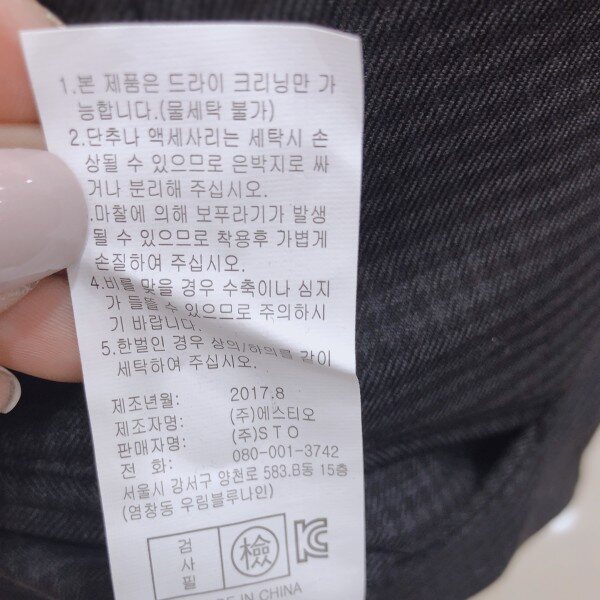 1.본 제품은 드라이 크리닝만 가
능합니다.(물세탁 불가)
2.단추나 액세사리는 세탁시 손
상될 수 있으므로 은박지로 싸
거나 분리해 주십시오.
.마찰에 의해 보푸라기가 발생
될 수 있으므로 착용후 가볍게
손질하여 주십시오.
4.비를 맞을 경우 수축이나 심지
가 들뜰 수 있으므로 주의하시
기 바랍니다.
5.한벌인 경우 상의/하의를 같이
세탁하여 주십시오.
제조년월: 2017.8
제조자명: (주)에스티오
판매자명: (주)STO
전 화: 080-001-3742
서울시 강서구 양천로 583.B동 15층
(염창동 우림블루나인)
검사필 檢 KC
IN CHINA